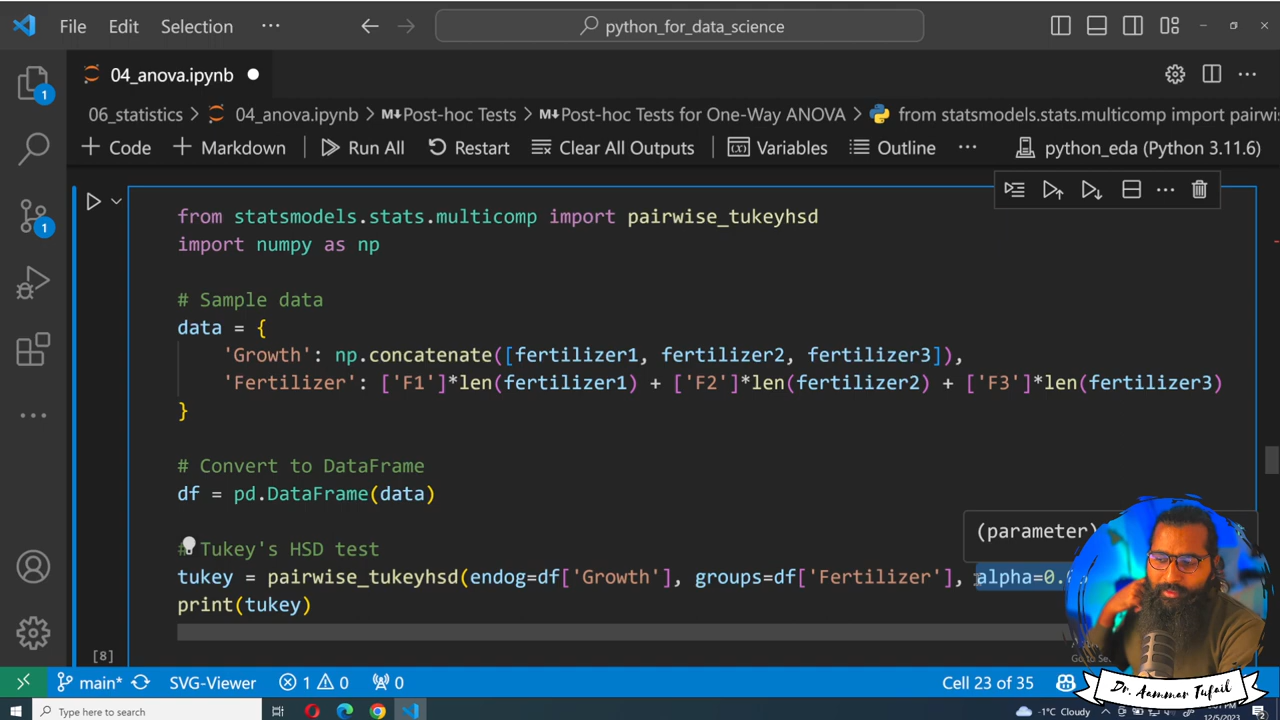 File Edit Selection ··· python_for_data_science
04_anova.ipynb
06_statistics > 04_anova.ipynb > Post-hoc Tests > Post-hoc Tests for One-Way ANOVA > from statsmodels.stats.multicomp import
+ Code + Markdown Run All Restart Clear All Outputs Variables Outline ··· python_eda (Python 3.11.6)
from statsmodels.stats.multicomp import pairwise_tukeyhsd
import numpy as np
# Sample data
data = {
'Growth': np.concatenate([fertilizer1, fertilizer2, fertilizer3]),
'Fertilizer': ['F1']*len(fertilizer1) + ['F2']*len(fertilizer2) + ['F3']*len(fertilizer3)
}
# Convert to DataFrame
df = pd.DataFrame(data)
(parameter)
# Tukey's HSD test
tukey = pairwise_tukeyhsd(endog=df['Growth'], groups=df['Fertilizer'], alpha=0.
print(tukey)
[8]
main* SVG-Viewer 1 0 0 Cell 23 of 35
Dr. Aammar Tufail
Type here to search -1°C Cloudy 12/5/202